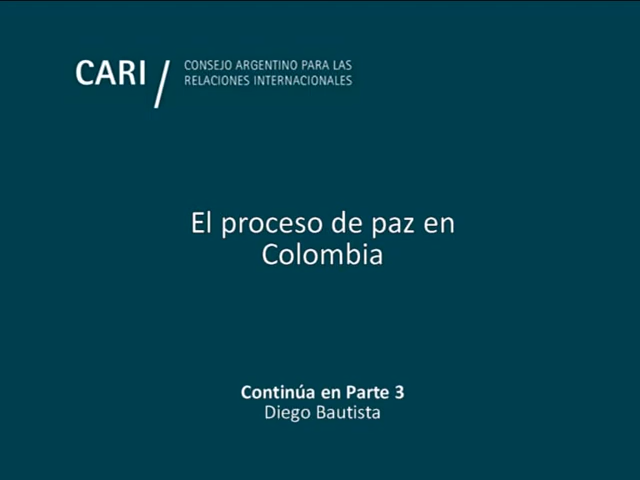 CARI /
CONSEJO ARGENTINO PARA LAS
RELACIONES INTERNACIONALES
El proceso de paz en
Colombia
Continúa en Parte 3
Diego Bautista